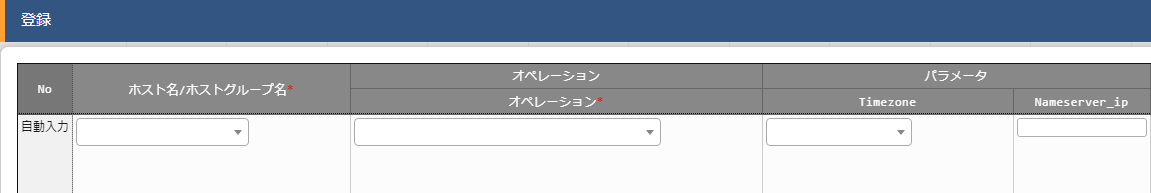 登録
No ホスト名/ホストグループ名* オペレーション パラメータ
オペレーション* Timezone Nameserver_ip
自動入力